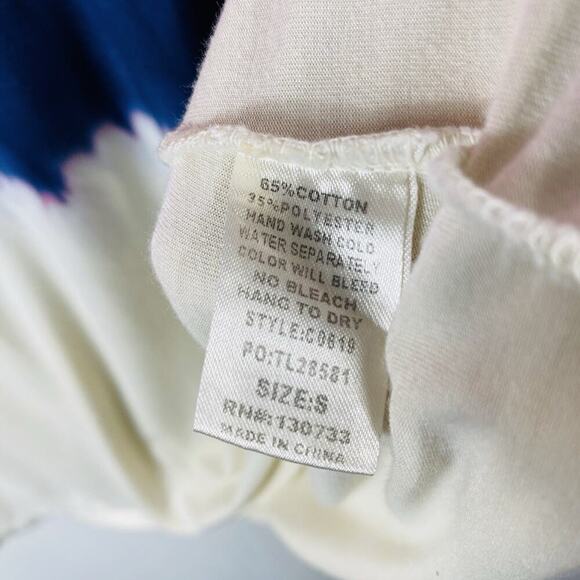 65%COTTON
35%POLYESTER
HAND WASH COLD
WATER SEPARATELY
COLOR WILL BLEED
NO BLEACH
HANG TO DRY
STYLE:C0819
PO:TL28581
SIZE:S
RN#:130733
MADE IN CHINA